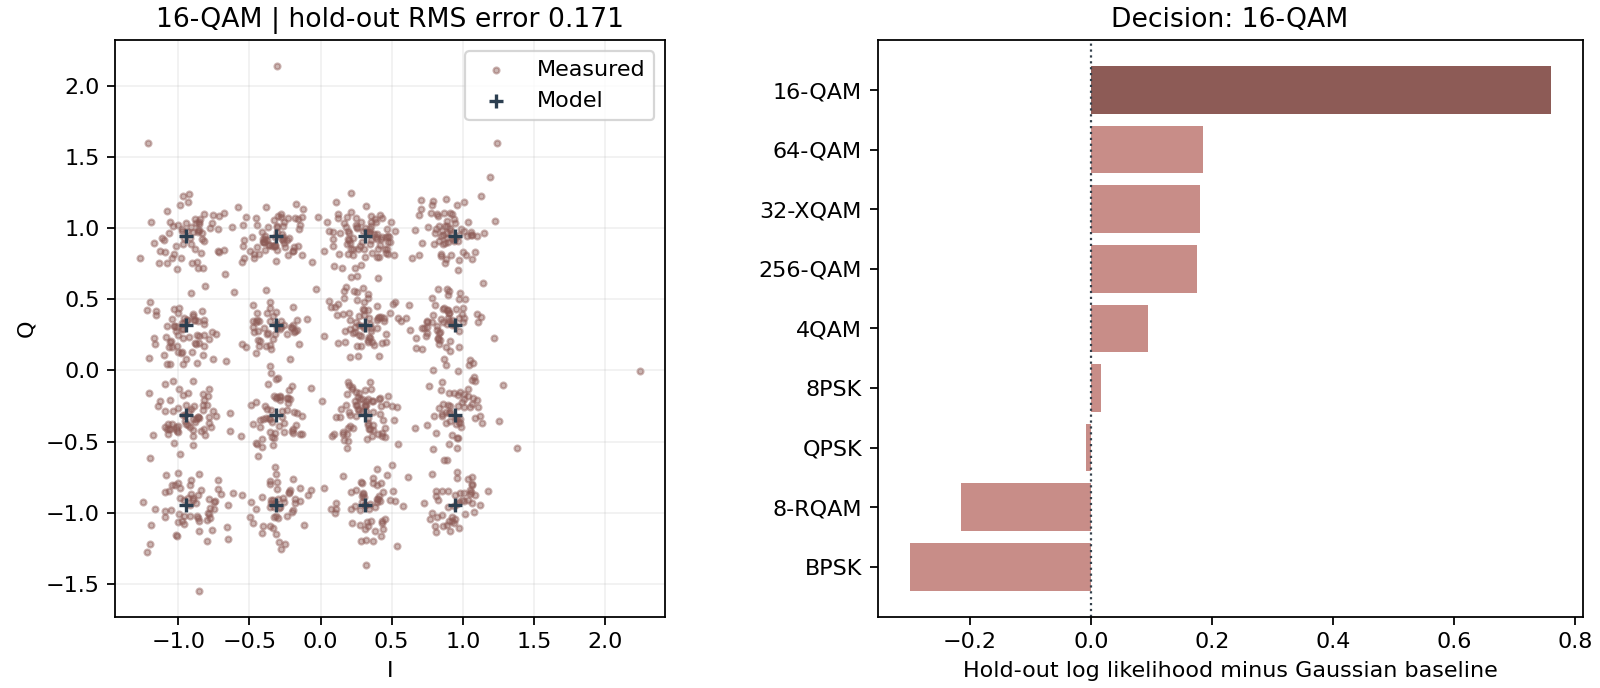 16-QAM | hold-out RMS error 0.171
Measured
Model
2.0
1.5
1.0
0.5
0.0
−0.5
−1.0
−1.5
Q
−1.0 −0.5 0.0 0.5 1.0 1.5 2.0
I
Decision: 16-QAM
16-QAM
64-QAM
32-XQAM
256-QAM
4QAM
8PSK
QPSK
8-RQAM
BPSK
−0.2 0.0 0.2 0.4 0.6 0.8
Hold-out log likelihood minus Gaussian baseline